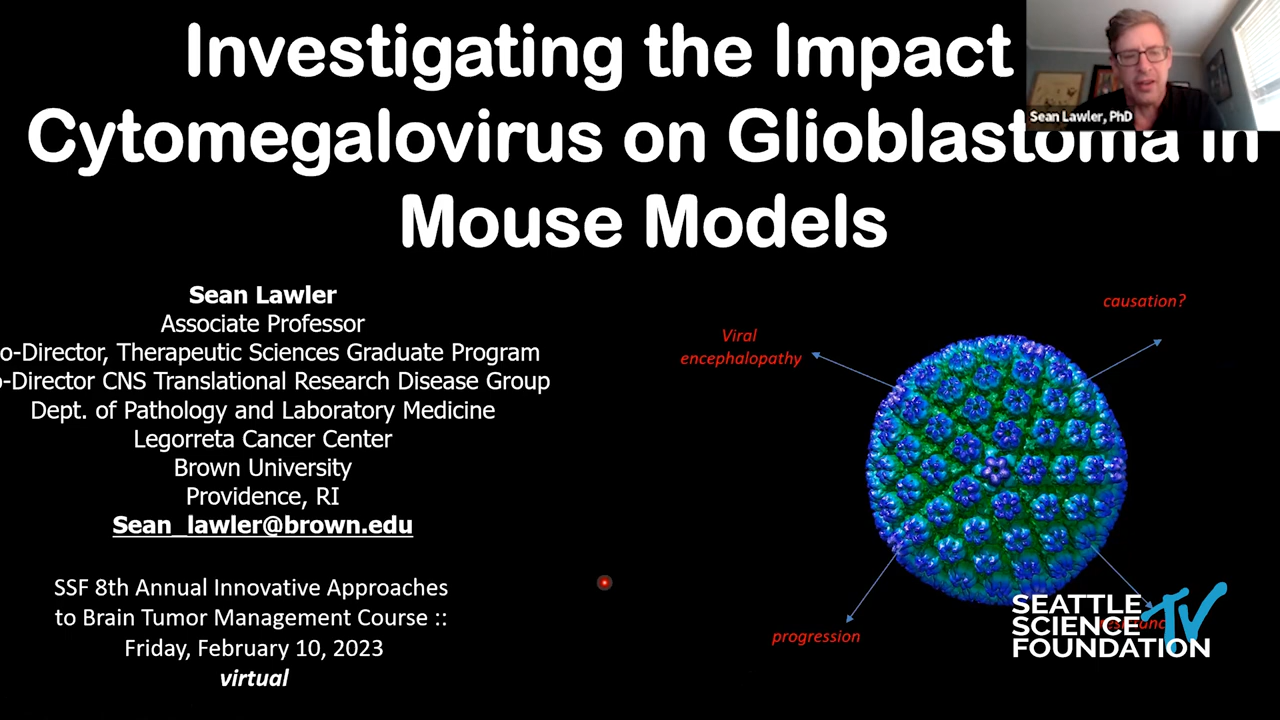 Investigating the Impact
Cytomegalovirus on Glioblastoma in
Mouse Models
Sean Lawler, PhD
Sean Lawler
Associate Professor
o-Director, Therapeutic Sciences Graduate Program
o-Director CNS Translational Research Disease Group
Dept. of Pathology and Laboratory Medicine
Legorreta Cancer Center
Brown University
Providence, RI
Sean_lawler@brown.edu
SSF 8th Annual Innovative Approaches
to Brain Tumor Management Course ::
Friday, February 10, 2023
virtual
causation?
Viral
encephalopathy
progression
SEATTLE
SCIENCE TV
FOUNDATION